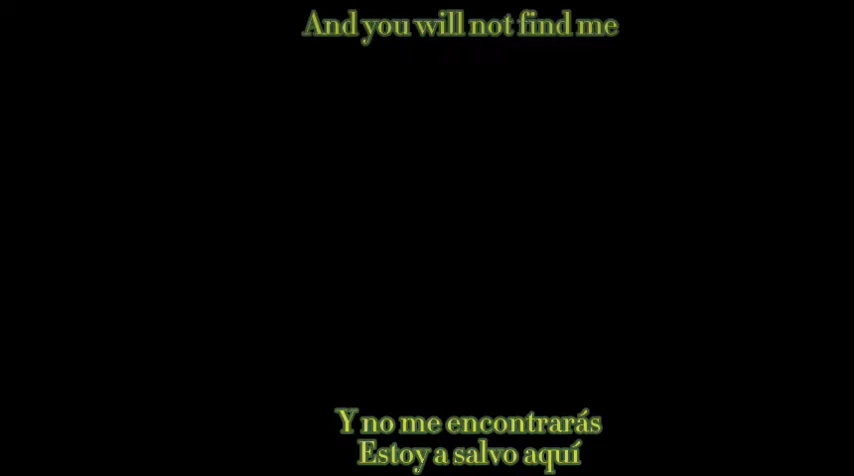 And you will not find me
Y no me encontrarás
Estoy a salvo aquí